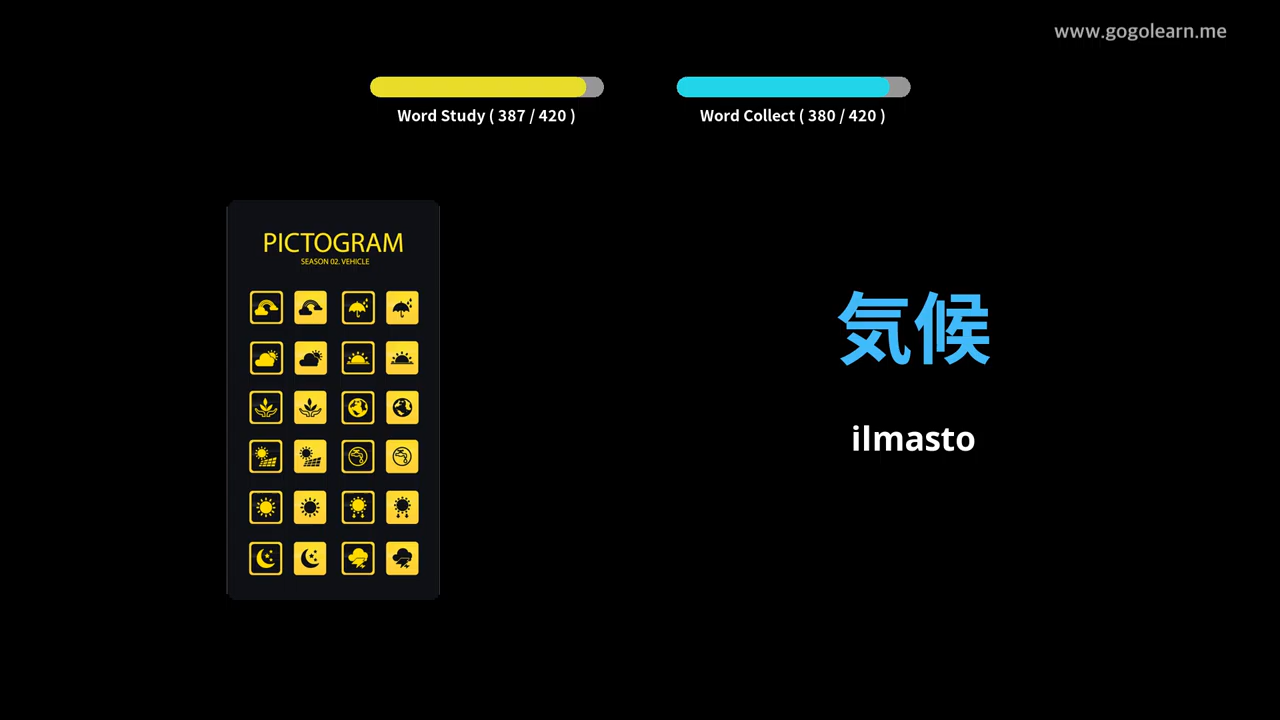 www.gogolearn.me
Word Study ( 387 / 420 )
Word Collect ( 380 / 420 )
PICTOGRAM
SEASON 02. VEHICLE
気候
ilmasto